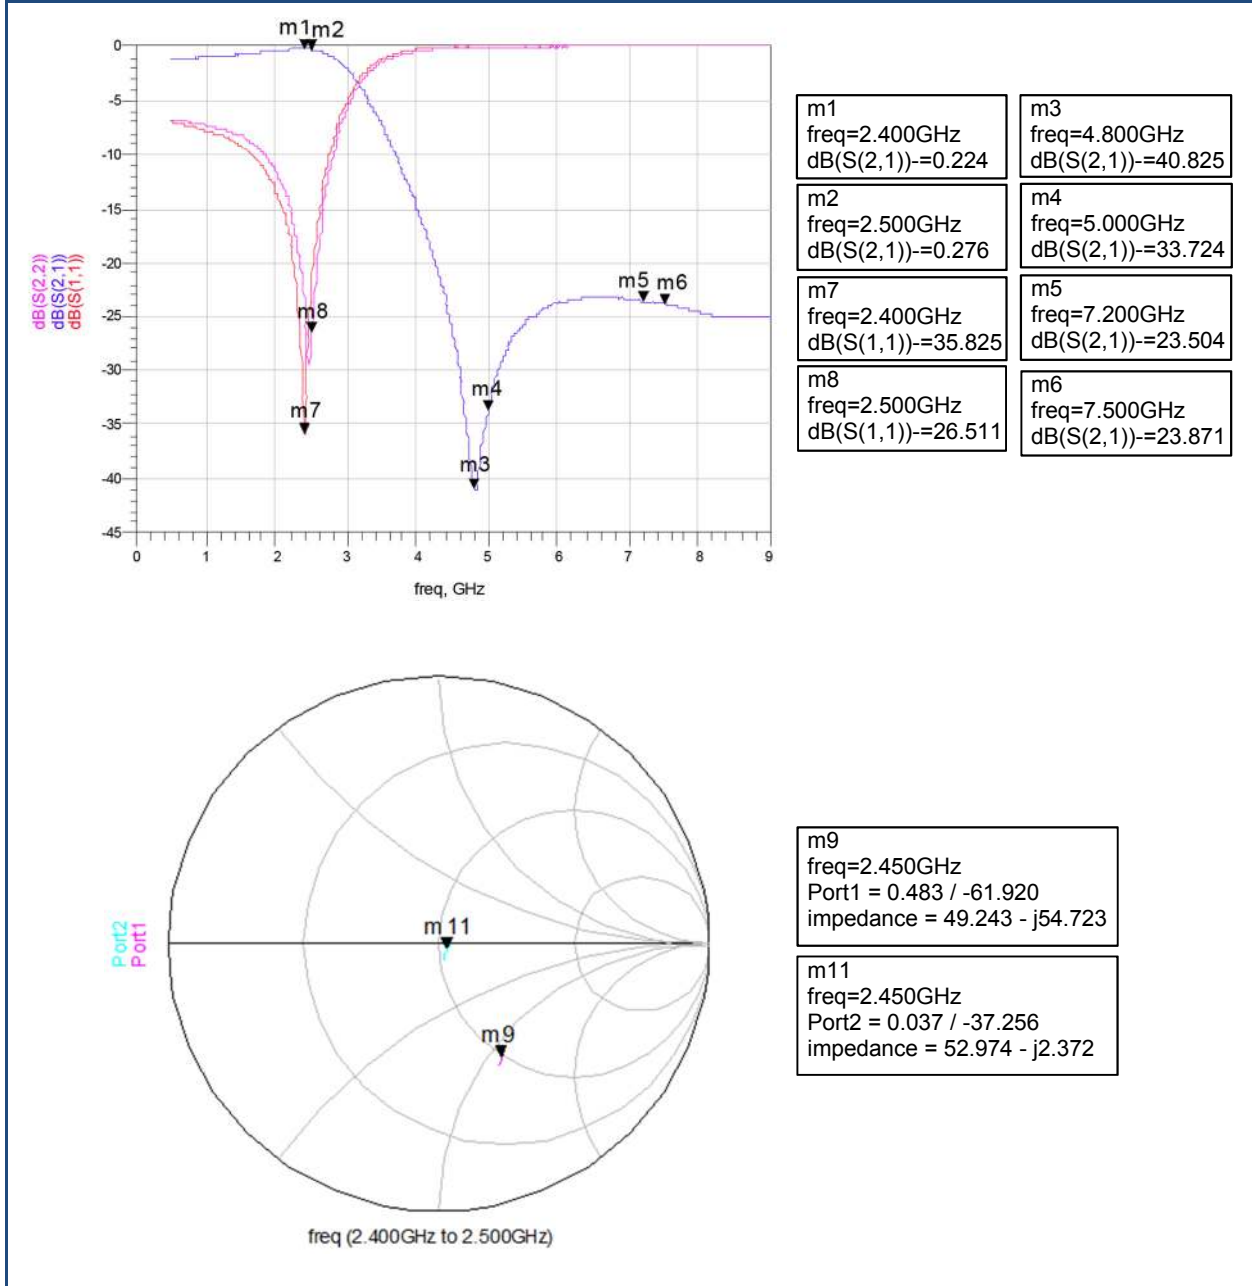 m1 m2
0
-5
-10
-15
-20
-25
-30
-35
-40
-45
dB(S(2,2))
dB(S(2,1))
dB(S(1,1))
m5 m6
m8
m4
m7
m3
0 1 2 3 4 5 6 7 8 9
freq, GHz
m1
freq=2.400GHz
dB(S(2,1))-=0.224
m3
freq=4.800GHz
dB(S(2,1))-=40.825
m2
freq=2.500GHz
dB(S(2,1))-=0.276
m4
freq=5.000GHz
dB(S(2,1))-=33.724
m7
freq=2.400GHz
dB(S(1,1))-=35.825
m5
freq=7.200GHz
dB(S(2,1))-=23.504
m8
freq=2.500GHz
dB(S(1,1))-=26.511
m6
freq=7.500GHz
dB(S(2,1))-=23.871
Port2
Port1
m11
m9
freq (2.400GHz to 2.500GHz)
m9
freq=2.450GHz
Port1 = 0.483 / -61.920
impedance = 49.243 - j54.723
m11
freq=2.450GHz
Port2 = 0.037 / -37.256
impedance = 52.974 - j2.372